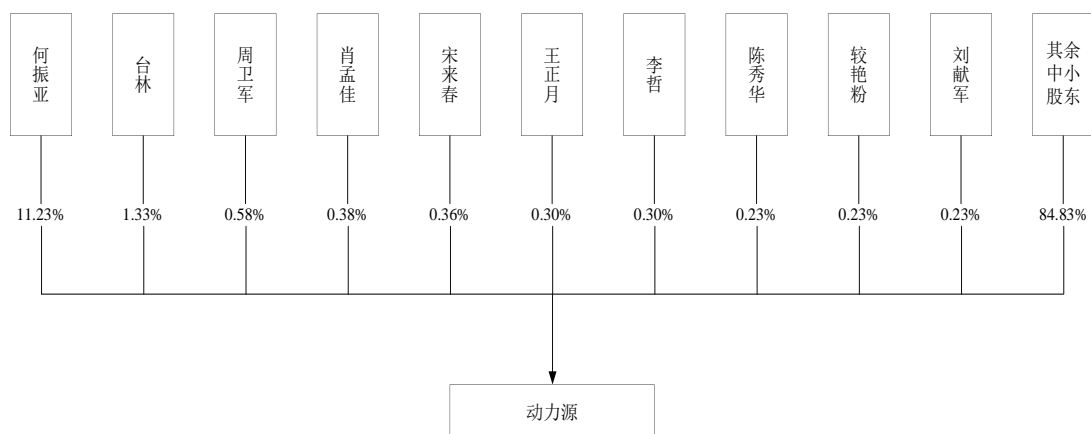 何振亚
台林
周卫军
肖孟佳
宋来春
王正月
李哲
陈秀华
较艳粉
刘献军
其余中小股东
11.23%
1.33%
0.58%
0.38%
0.36%
0.30%
0.30%
0.23%
0.23%
0.23%
84.83%
动力源